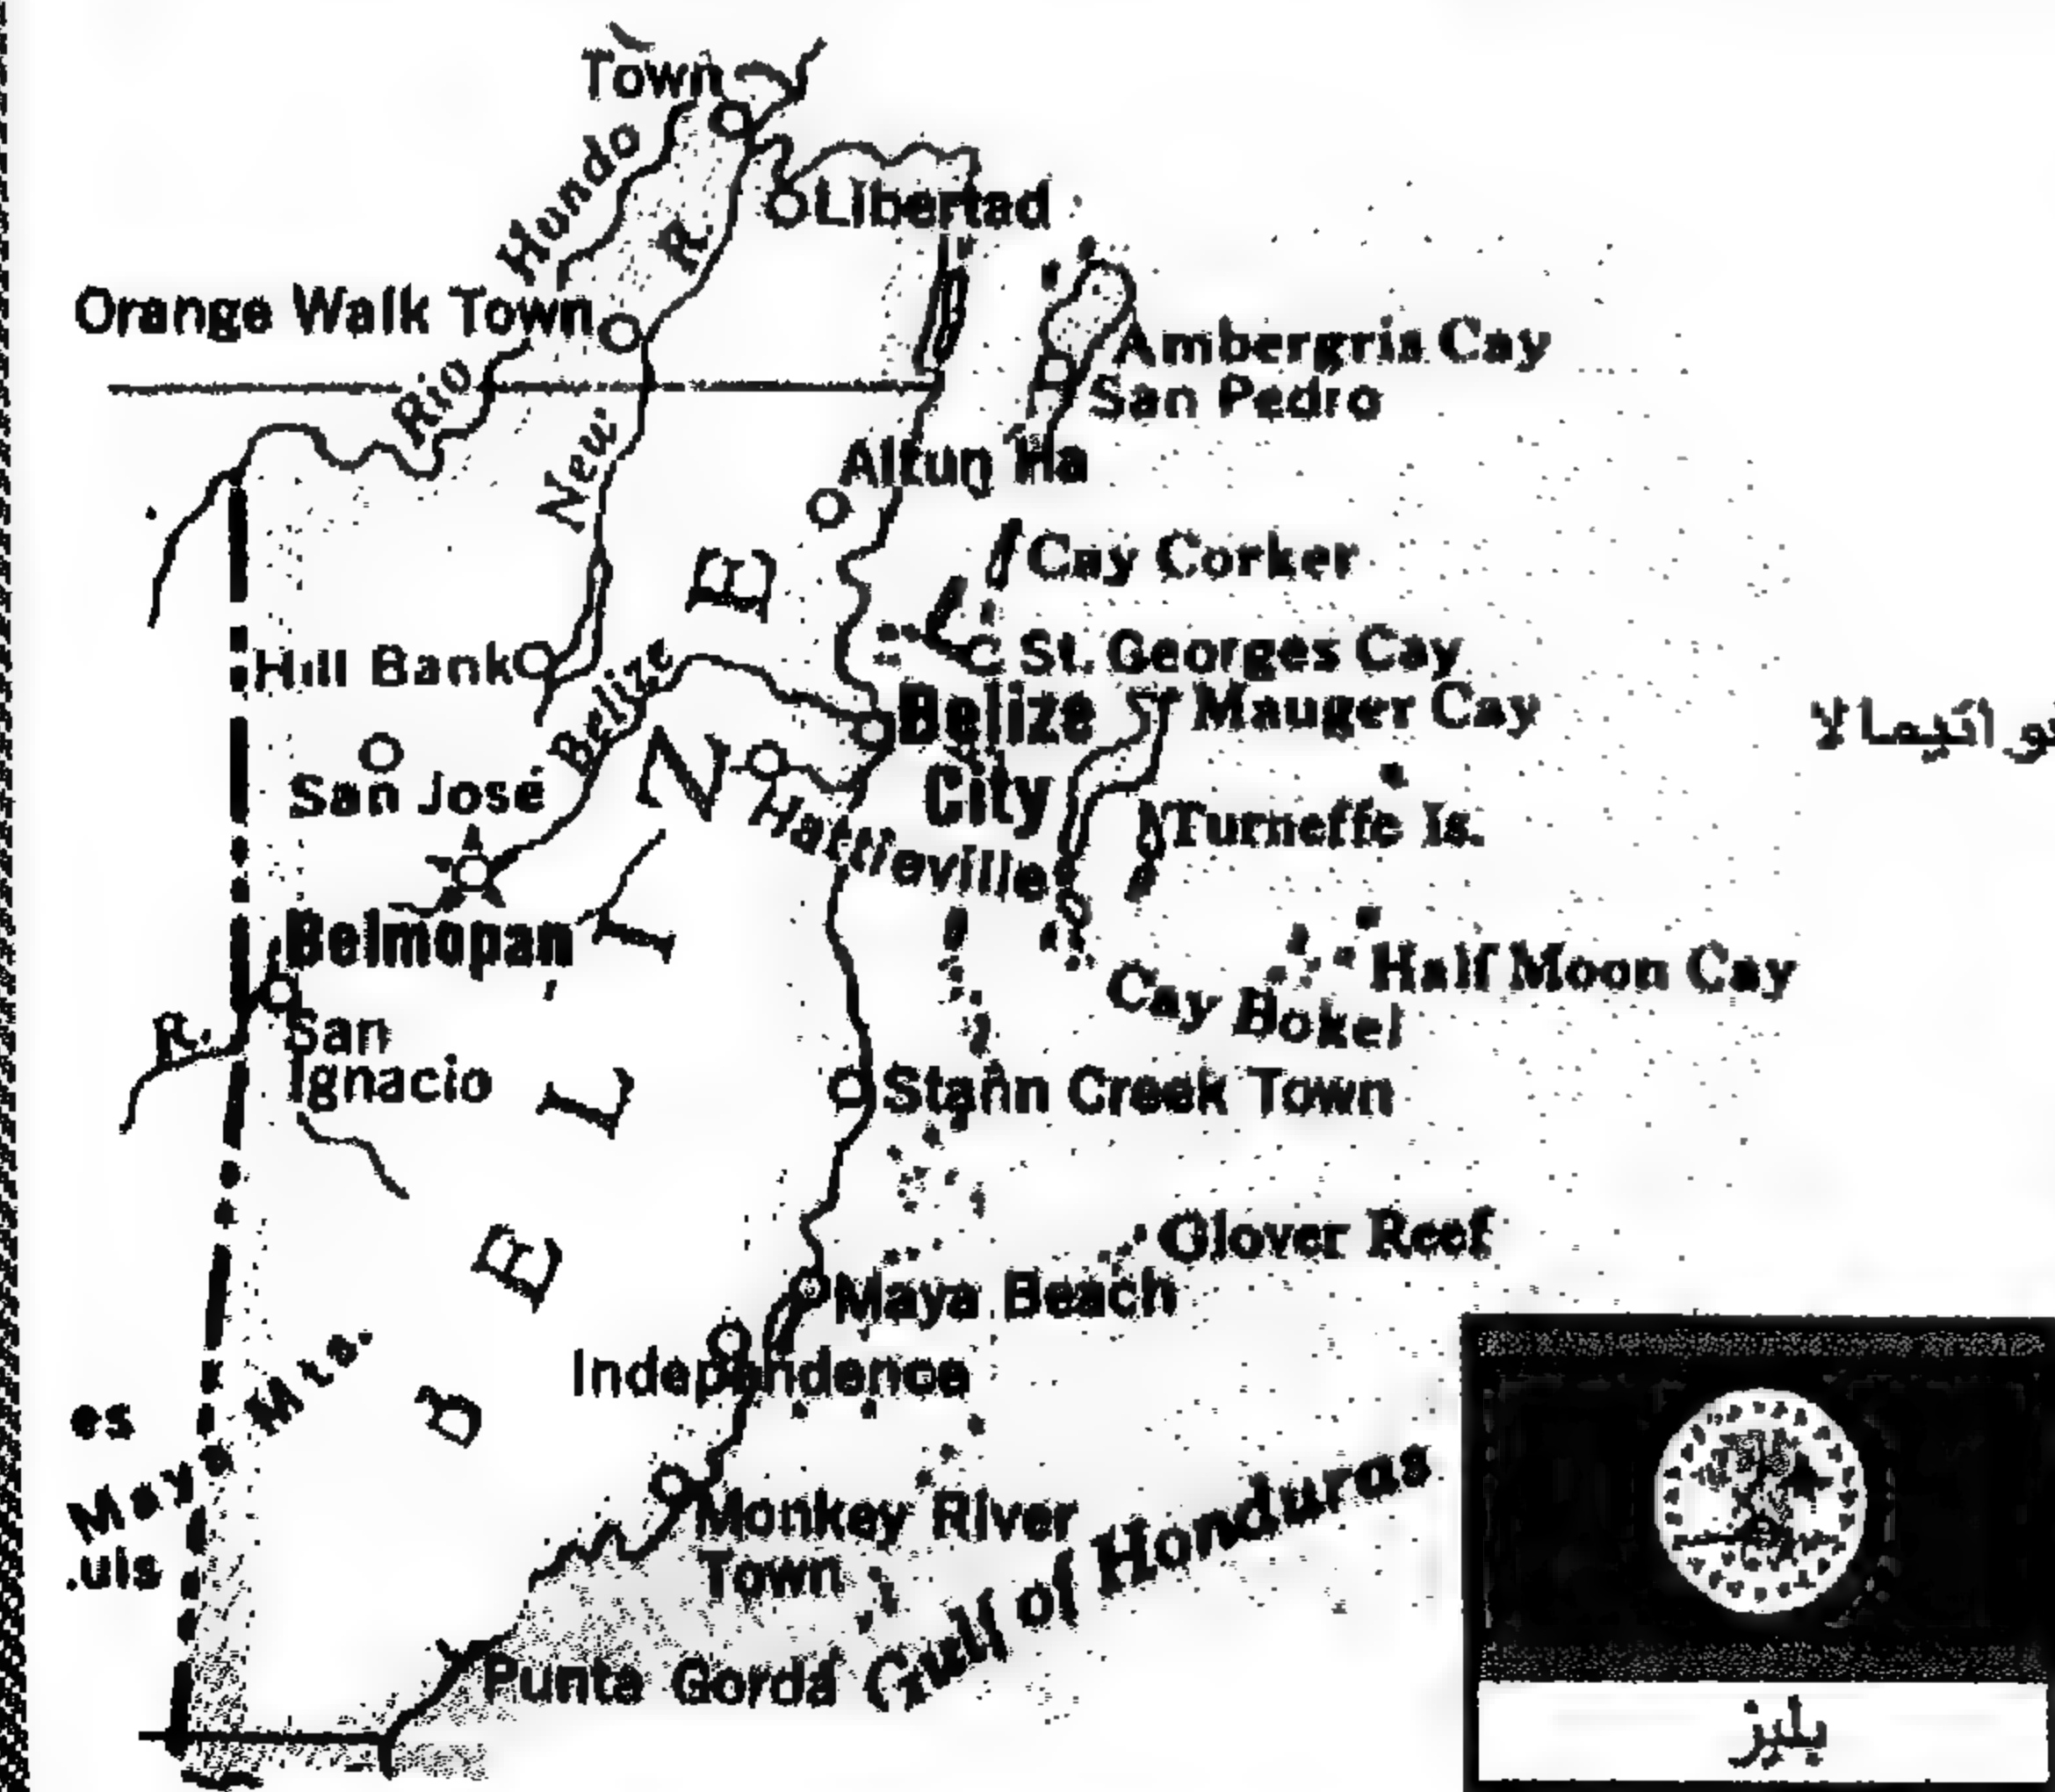 Town
Rio Hundo
New R.
Libertad
Orange Walk Town
Ambergris Cay
San Pedro
Altun Ha
Cay Corker
Hill Bank
St. Georges Cay
Belize R.
Belize City
Mauger Cay
San José
Hattieville
Turneffe Is.
Belmopan
Half Moon Cay
Cay Bokel
San
Ignacio
Stann Creek Town
BELIZE
Glover Reef
Maya Beach
Independence
es
Maya Mts.
.uis
Monkey River
Town
Gulf of Honduras
Punta Gorda
بليز